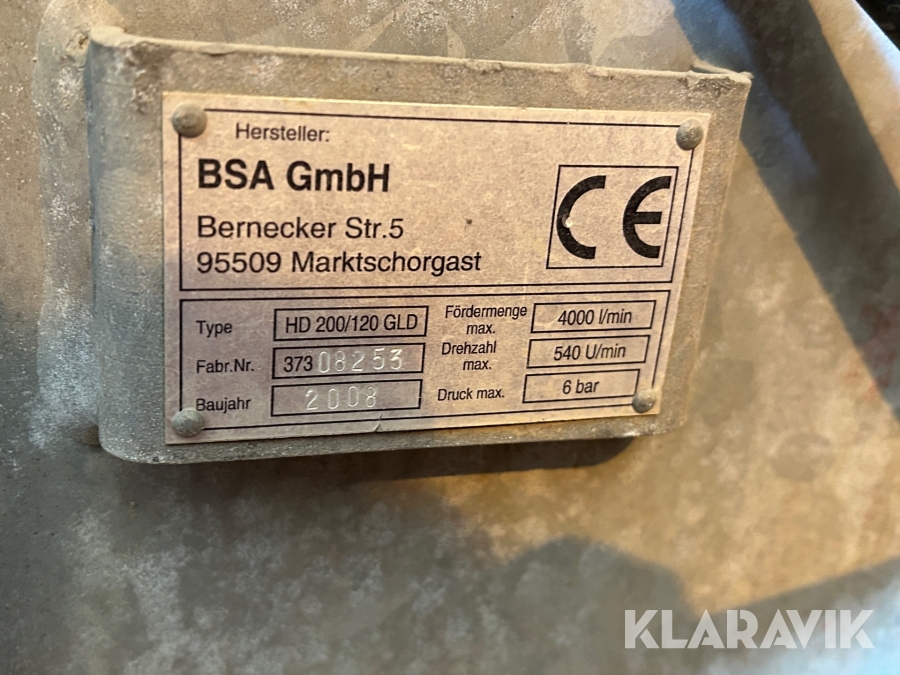 KLARAVIK
Hersteller:
BSA GmbH
Bernecker Str.5
95509 Marktschorgast
CE
Type HD 200/120 GLD
Fabr.Nr. 37308253
Baujahr 2008
Fördermenge max. 4000 l/min
Drehzahl max. 540 U/min
Druck max. 6 bar
KLARAVIK